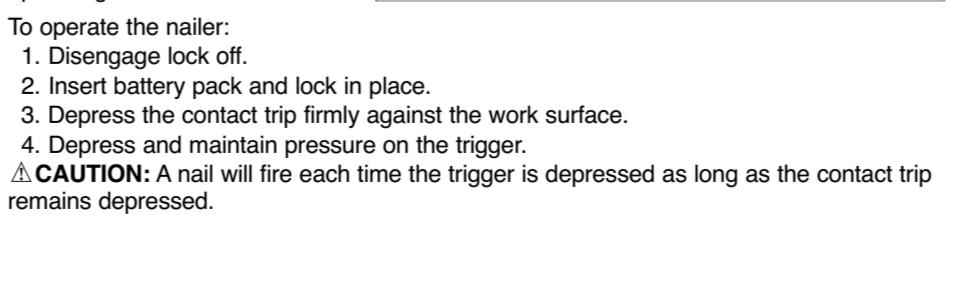 To operate the nailer:
1. Disengage lock off.
2. Insert battery pack and lock in place.
3. Depress the contact trip firmly against the work surface.
4. Depress and maintain pressure on the trigger.
⚠CAUTION: A nail will fire each time the trigger is depressed as long as the contact trip
remains depressed.